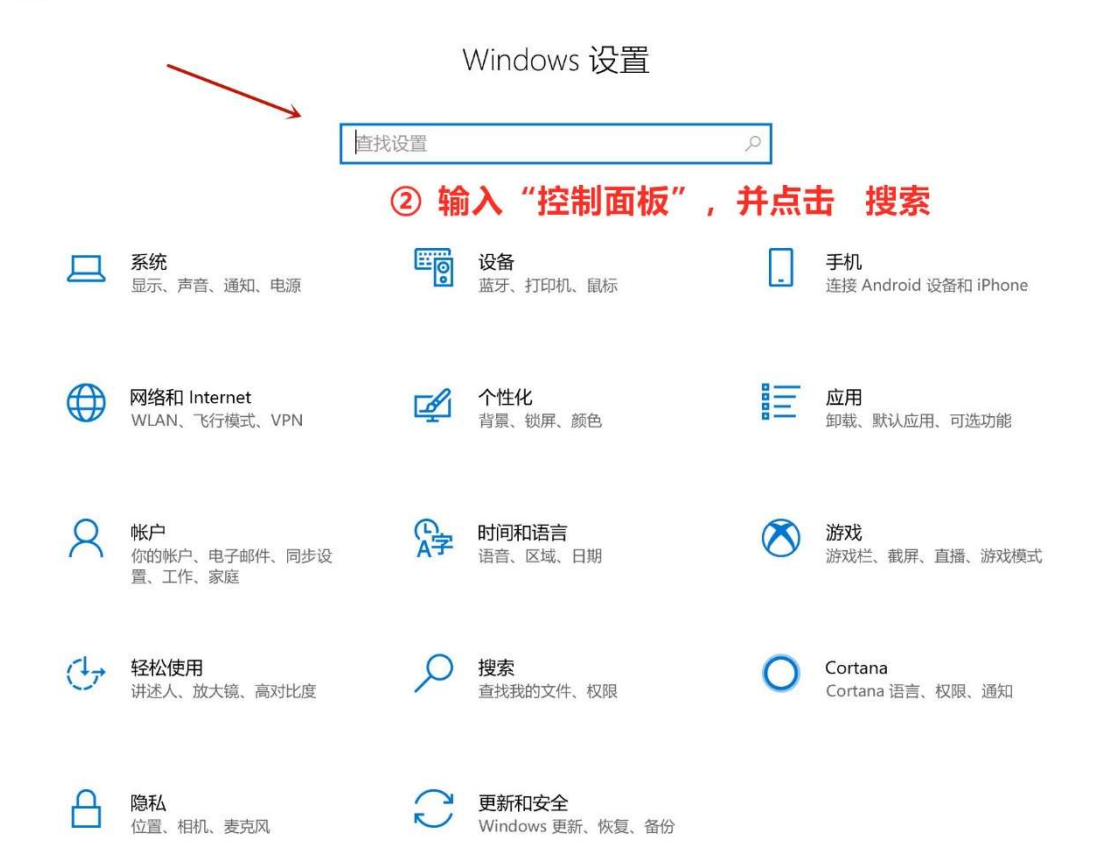 Windows 设置
查找设置
② 输入“控制面板”，并点击 搜索
系统
显示、声音、通知、电源
设备
蓝牙、打印机、鼠标
手机
连接 Android 设备和 iPhone
网络和 Internet
WLAN、飞行模式、VPN
个性化
背景、锁屏、颜色
应用
卸载、默认应用、可选功能
帐户
你的帐户、电子邮件、同步设
置、工作、家庭
时间和语言
语音、区域、日期
游戏
游戏栏、截屏、直播、游戏模式
轻松使用
讲述人、放大镜、高对比度
搜索
查找我的文件、权限
Cortana
Cortana 语言、权限、通知
隐私
位置、相机、麦克风
更新和安全
Windows 更新、恢复、备份